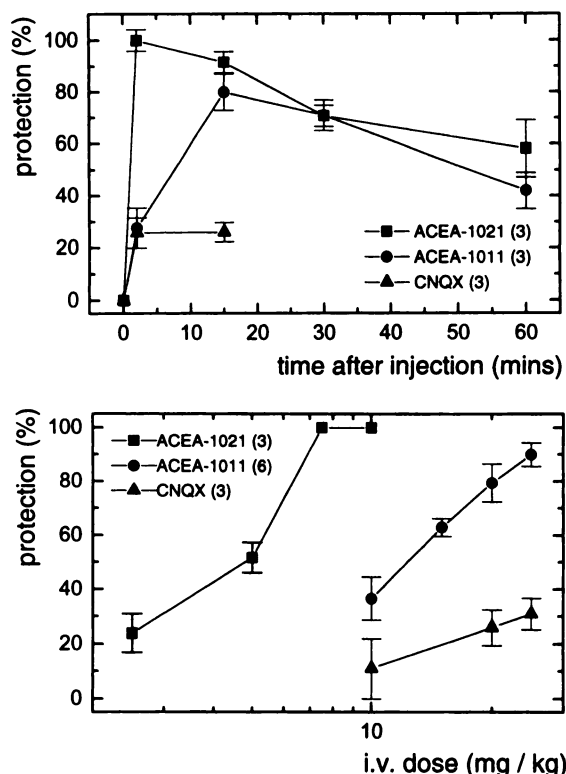 protection (%)
100
80
60
40
20
0
ACEA-1021 (3)
ACEA-1011 (3)
CNQX (3)
0 10 20 30 40 50 60
time after injection (mins)
protection (%)
100
80
60
40
20
0
ACEA-1021 (3)
ACEA-1011 (6)
CNQX (3)
10
i.v. dose (mg / kg)